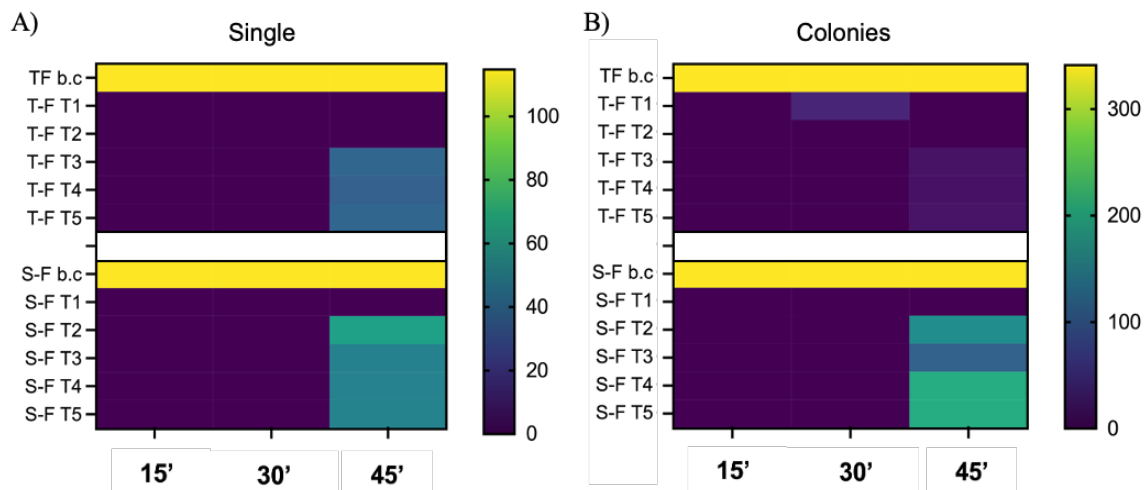 A)
Single
TF b.c
T-F T1
T-F T2
T-F T3
T-F T4
T-F T5
S-F b.c
S-F T1
S-F T2
S-F T3
S-F T4
S-F T5
15’
30’
45’
100
80
60
40
20
0
B)
Colonies
TF b.c
T-F T1
T-F T2
T-F T3
T-F T4
T-F T5
S-F b.c
S-F T1
S-F T2
S-F T3
S-F T4
S-F T5
15’
30’
45’
300
200
100
0